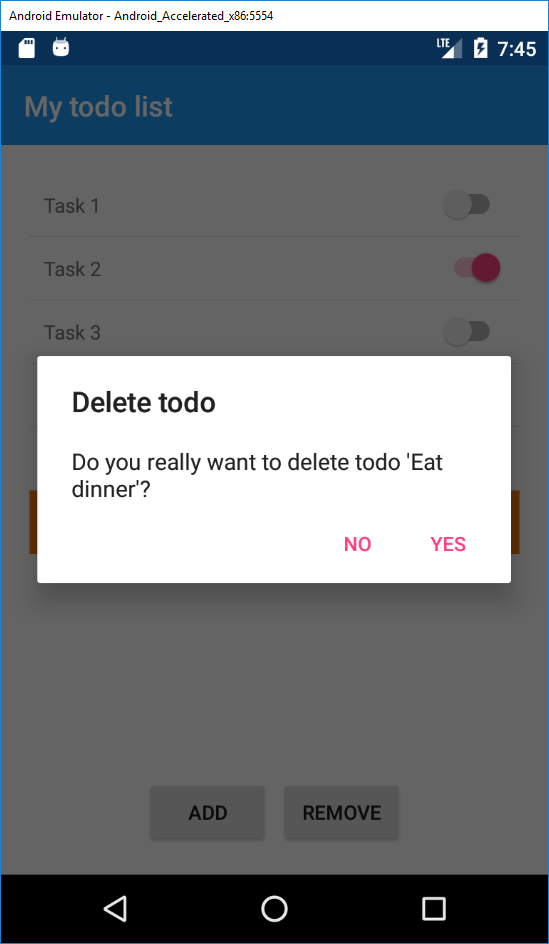 Android Emulator - Android_Accelerated_x86:5554
LTE 7:45
My todo list
Task 1
Task 2
Task 3
Delete todo
Do you really want to delete todo 'Eat
dinner'?
NO YES
ADD REMOVE